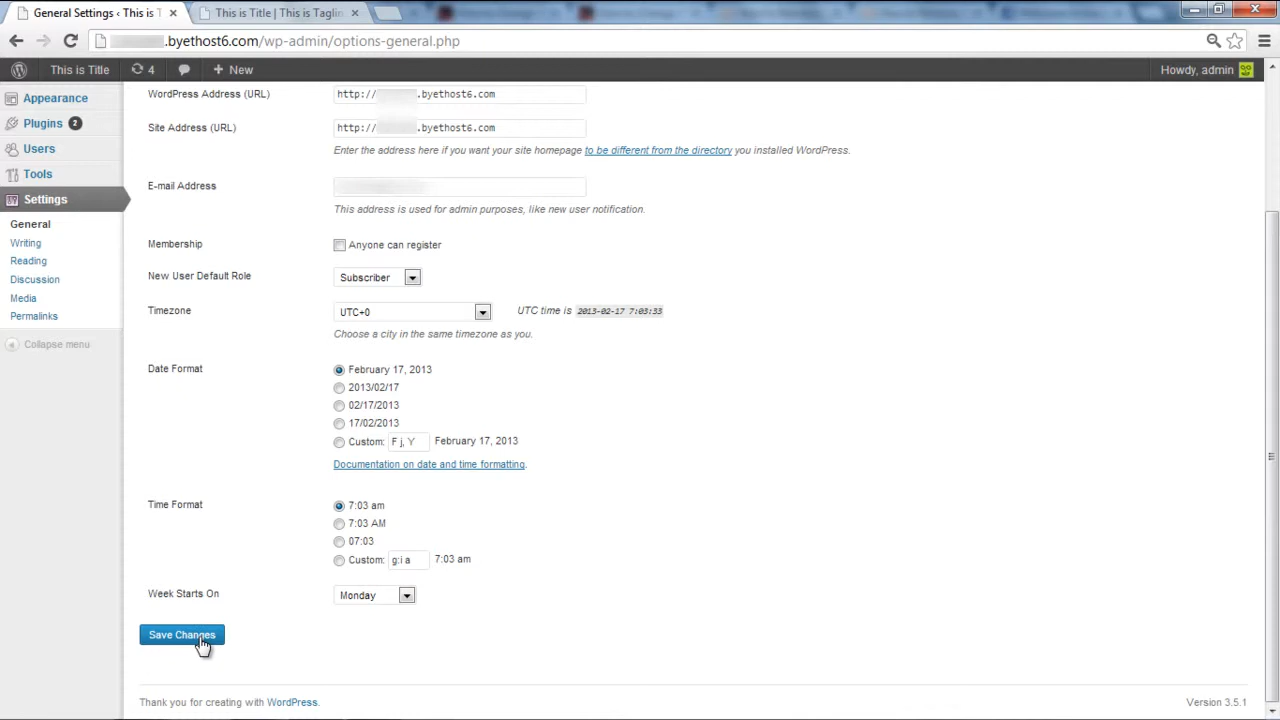 General Settings ‹ This is T
This is Title | This is Taglin
.byethost6.com/wp-admin/options-general.php
This is Title
4
New
Howdy, admin
Appearance
Plugins 2
Users
Tools
Settings
General
Writing
Reading
Discussion
Media
Permalinks
Collapse menu
WordPress Address (URL)
http:// .byethost6.com
Site Address (URL)
http:// .byethost6.com
Enter the address here if you want your site homepage to be different from the directory you installed WordPress.
E-mail Address
This address is used for admin purposes, like new user notification.
Membership
Anyone can register
New User Default Role
Subscriber
Timezone
UTC+0
UTC time is 2013-02-17 7:03:33
Choose a city in the same timezone as you.
Date Format
February 17, 2013
2013/02/17
02/17/2013
17/02/2013
Custom: F j, Y February 17, 2013
Documentation on date and time formatting.
Time Format
7:03 am
7:03 AM
07:03
Custom: g:i a 7:03 am
Week Starts On
Monday
Save Changes
Thank you for creating with WordPress.
Version 3.5.1